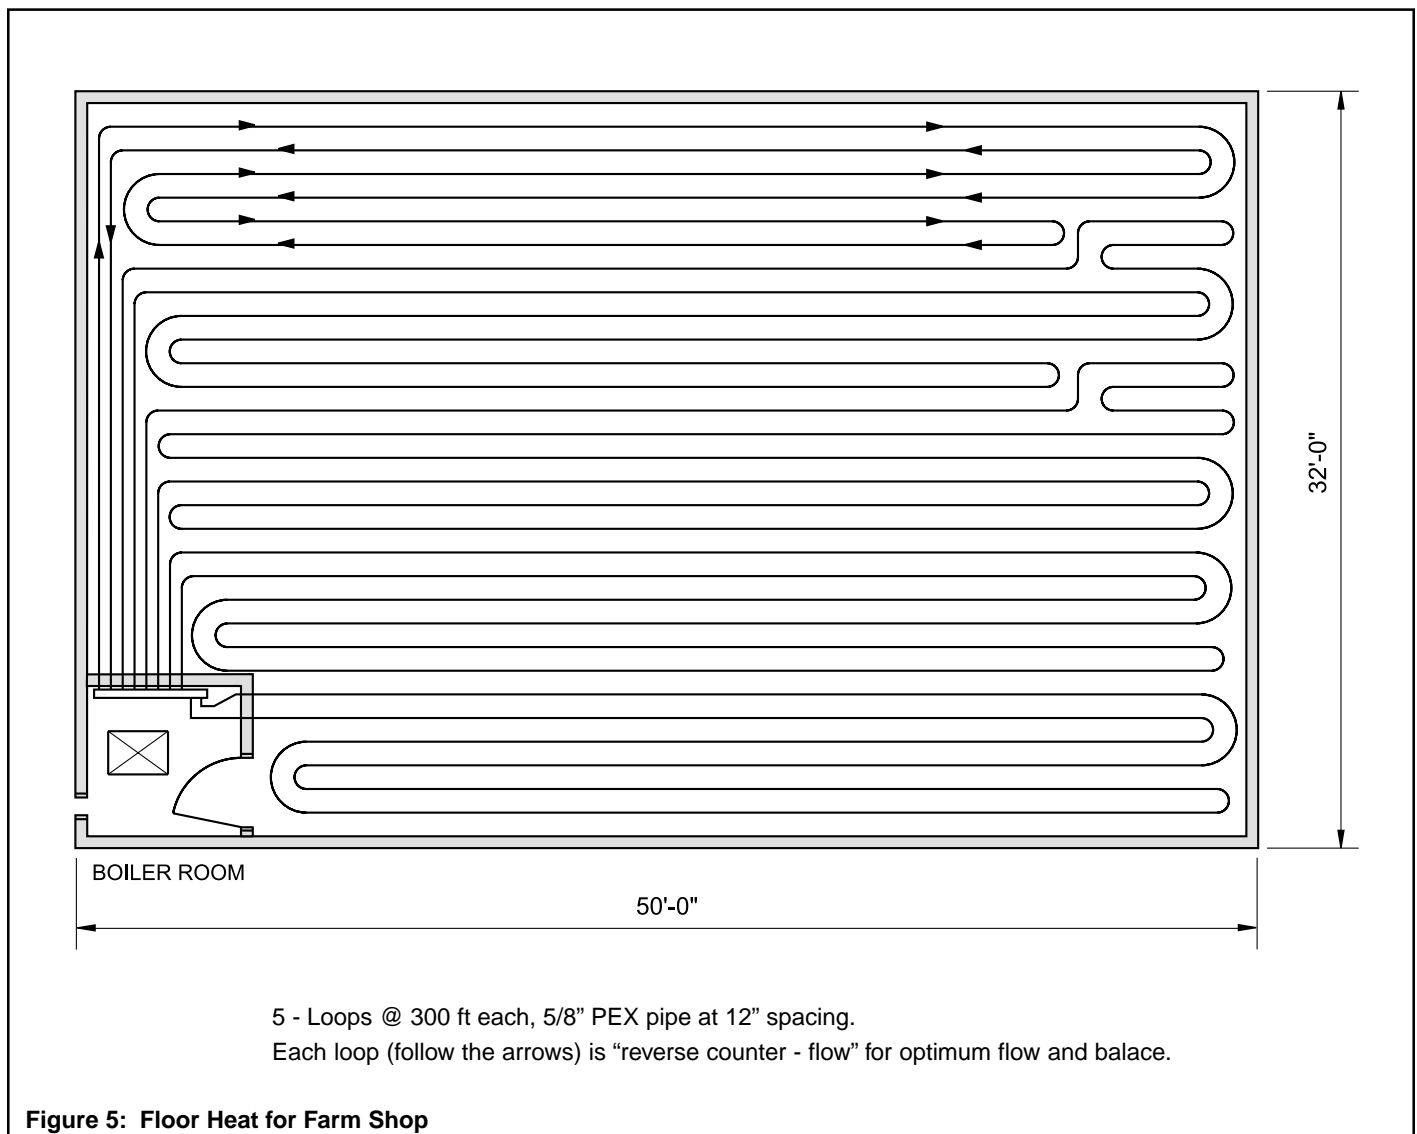 32'-0"
BOILER ROOM
50'-0"
5 - Loops @ 300 ft each, 5/8” PEX pipe at 12” spacing.
Each loop (follow the arrows) is “reverse counter - flow” for optimum flow and balace.
Figure 5:  Floor Heat for Farm Shop